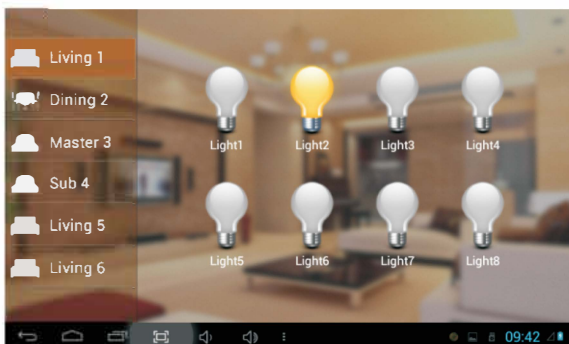 Living 1
Dining 2
Master 3
Sub 4
Living 5
Living 6
Light1 Light2 Light3 Light4
Light5 Light6 Light7 Light8
09:42